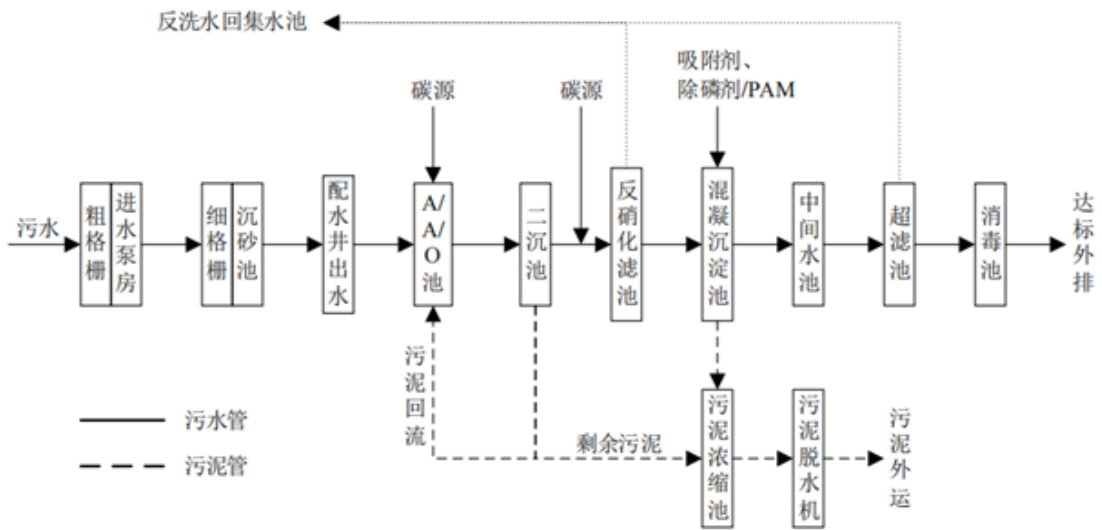 反洗水回集水池
吸附剂、
除磷剂/PAM
碳源
碳源
污水
粗格栅
进水泵房
细格栅
沉砂池
配水井出水
A/A/O池
二沉池
反硝化滤池
混凝沉淀池
中间水池
超滤池
消毒池
达标外排
污泥回流
剩余污泥
污泥浓缩池
污泥脱水机
污泥外运
污水管
污泥管